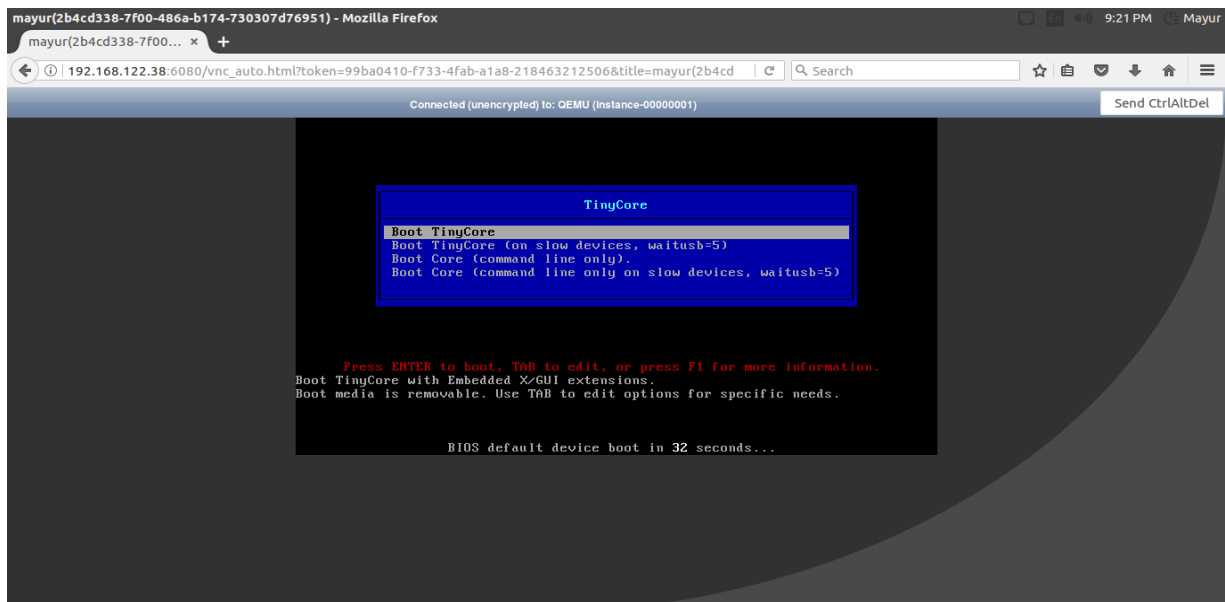 mayur(2b4cd338-7f00-486a-b174-730307d76951) - Mozilla Firefox
9:21 PM Mayur
mayur(2b4cd338-7f00... × +
192.168.122.38:6080/vnc_auto.html?token=99ba0410-f733-4fab-a1a8-218463212506&title=mayur(2b4cd
Search
Connected (unencrypted) to: QEMU (instance-00000001)
Send CtrlAltDel
TinyCore
Boot TinyCore
Boot TinyCore (on slow devices, waitusb=5)
Boot Core (command line only).
Boot Core (command line only on slow devices, waitusb=5)
Press ENTER to boot, TAB to edit, or press F1 for more information.
Boot TinyCore with Embedded X/GUI extensions.
Boot media is removable. Use TAB to edit options for specific needs.
BIOS default device boot in 32 seconds...